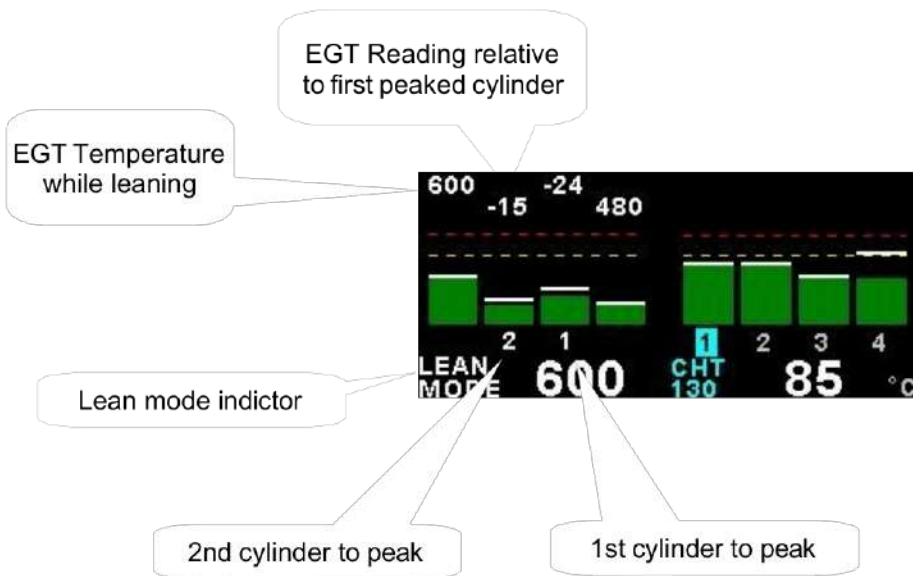 EGT Reading relative
to first peaked cylinder
EGT Temperature
while leaning
600 -24
-15 480
2 1
1 2 3 4
LEAN
MODE
600
CHT
130
85
°C
Lean mode indictor
2nd cylinder to peak
1st cylinder to peak